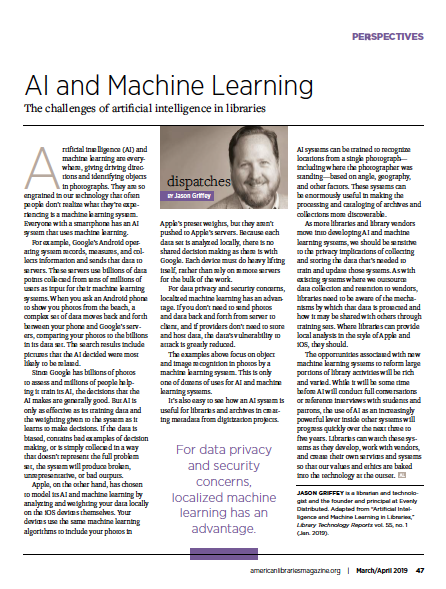 PERSPECTIVES
AI and Machine Learning
The challenges of artificial intelligence in libraries
Artificial intelligence (AI) and
machine learning are every-
where, giving driving direc-
tions and identifying objects
in photographs. They are so
engrained in our technology that often
people don't realize what they're expe-
riencing is a machine learning system.
Everyone with a smartphone has an AI
system that uses machine learning.
For example, Google's Android oper-
ating system records, measures, and col-
lects information and sends that data to
servers. These servers use billions of data
points collected from tens of millions of
users as input for their machine learning
systems. When you ask an Android phone
to show you photos from the beach, a
complex set of data moves back and forth
between your phone and Google's serv-
ers, comparing your photos to the billions
in its data set. The search results include
pictures that the AI decided were most
likely to be related.
Since Google has billions of photos
to assess and millions of people help-
ing it train its AI, the decisions that the
AI makes are generally good. But AI is
only as effective as its training data and
the weighting given to the system as it
learns to make decisions. If the data is
biased, contains bad examples of decision
making, or is simply collected in a way
that doesn't represent the full problem
set, the system will produce broken,
unrepresentative, or bad outputs.
Apple, on the other hand, has chosen
to model its AI and machine learning by
analyzing and weighting your data locally
on the iOS devices themselves. Your
devices use the same machine learning
algorithms to include your photos in
dispatches
BY Jason Griffey
Apple's preset weights, but they aren't
pushed to Apple's servers. Because each
data set is analyzed locally, there is no
shared decision making as there is with
Google. Each device must do heavy lifting
itself, rather than rely on remote servers
for the bulk of the work.
For data privacy and security concerns,
localized machine learning has an advan-
tage. If you don't need to send photos
and data back and forth from server to
client, and if providers don't need to store
and host data, the data's vulnerability to
attack is greatly reduced.
The examples above focus on object
and image recognition in photos by a
machine learning system. This is only
one of dozens of uses for AI and machine
learning systems.
It's also easy to see how an AI system is
useful for libraries and archives in creat-
ing metadata from digitization projects.
For data privacy
and security
concerns,
localized machine
learning has an
advantage.
AI systems can be trained to recognize
locations from a single photograph—
including where the photographer was
standing—based on angle, geography,
and other factors. These systems can
be enormously useful in making the
processing and cataloging of archives and
collections more discoverable.
As more libraries and library vendors
move into developing AI and machine
learning systems, we should be sensitive
to the privacy implications of collecting
and storing the data that's needed to
train and update those systems. As with
existing systems where we outsource
data collection and retention to vendors,
libraries need to be aware of the mecha-
nisms by which that data is protected and
how it may be shared with others through
training sets. Where libraries can provide
local analysis in the style of Apple and
iOS, they should.
The opportunities associated with new
machine learning systems to reform large
portions of library activities will be rich
and varied. While it will be some time
before AI will conduct full conversations
or reference interviews with students and
patrons, the use of AI as an increasingly
powerful lever inside other systems will
progress quickly over the next three to
five years. Libraries can watch these sys-
tems as they develop, work with vendors,
and create their own services and systems
so that our values and ethics are baked
into the technology at the outset. AL
JASON GRIFFEY is a librarian and technolo-
gist and the founder and principal at Evenly
Distributed. Adapted from "Artificial Intel-
ligence and Machine Learning in Libraries,"
Library Technology Reports vol. 55, no. 1
(Jan. 2019).
americanlibrariesmagazine.org | March/April 2019 47